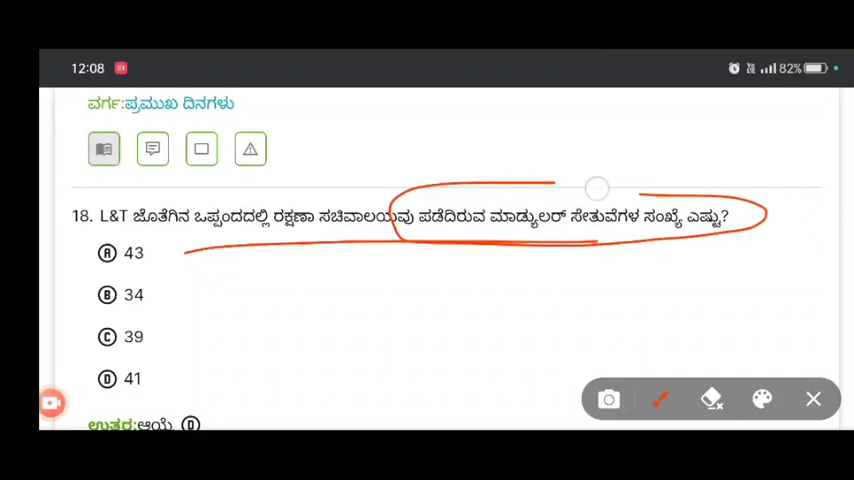 12:08
82%
ವರ್ಗ:ಪ್ರಮುಖ ದಿನಗಳು
18. L&T ಜೊತೆಗಿನ ಒಪ್ಪಂದದಲ್ಲಿ ರಕ್ಷಣಾ ಸಚಿವಾಲಯವು ಪಡೆದಿರುವ ಮಾಡ್ಯುಲರ್ ಸೇತುವೆಗಳ ಸಂಖ್ಯೆ ಎಷ್ಟು?
A 43
B 34
C 39
D 41
ಉತ್ತರ:ಆಯ್ಕೆ D